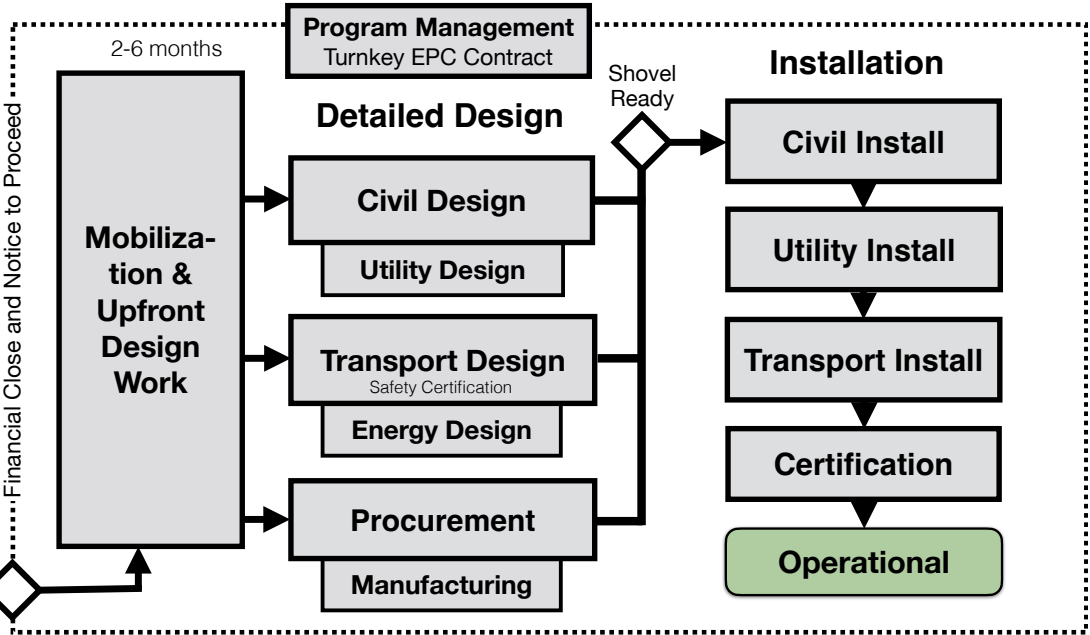 Program Management
Turnkey EPC Contract
2-6 months
Financial Close and Notice to Proceed
Mobiliza-
tion &
Upfront
Design
Work
Detailed Design
Civil Design
Utility Design
Transport Design
Safety Certification
Energy Design
Procurement
Manufacturing
Shovel
Ready
Installation
Civil Install
Utility Install
Transport Install
Certification
Operational